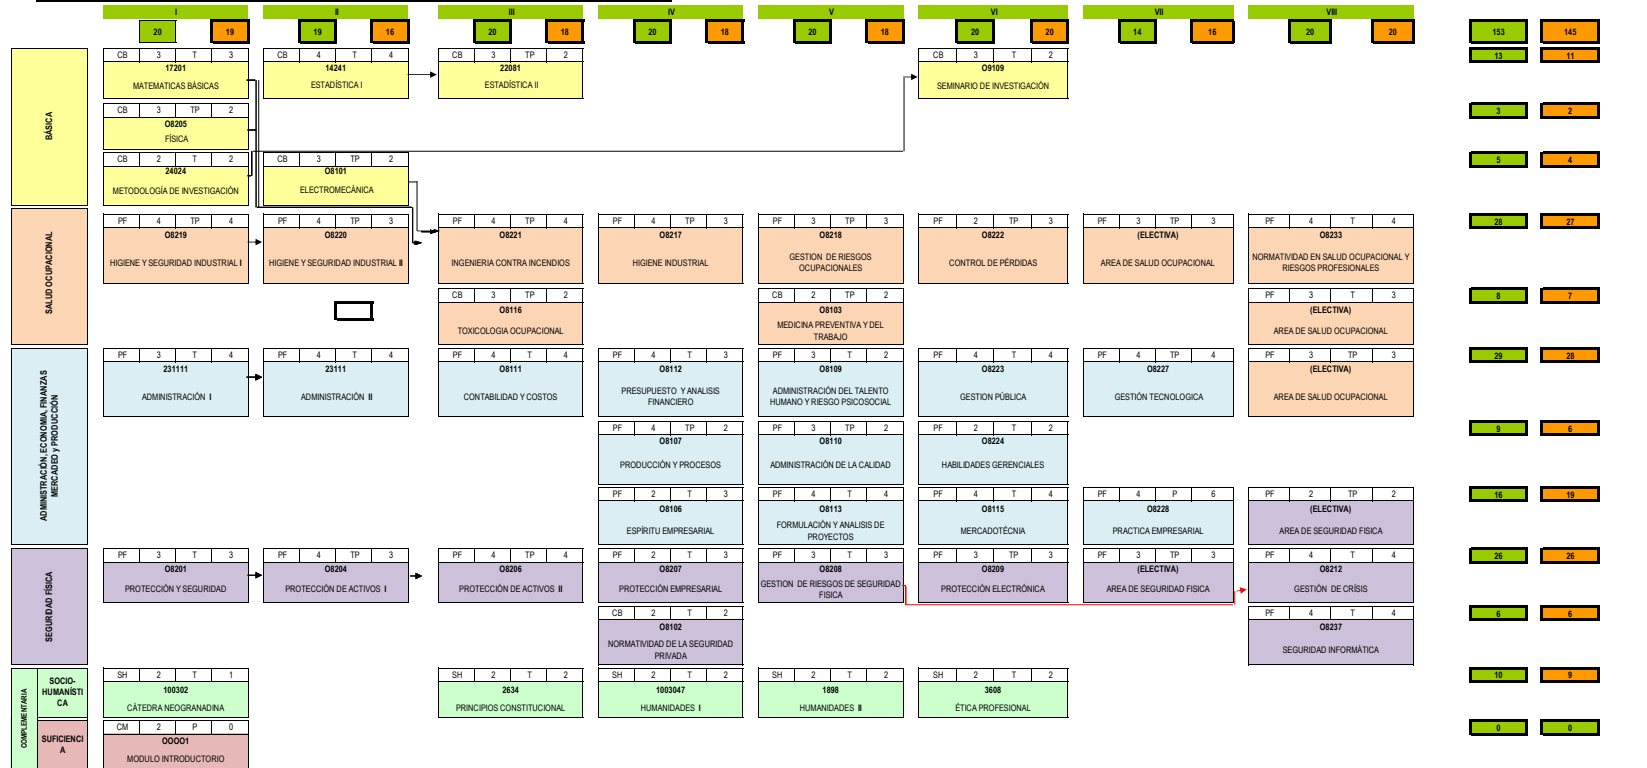 I II III IV V VI VII VIII
20 19 19 16 20 18 20 18 20 18 20 20 14 16 20 20 153 145
BÁSICA
CB 3 T 3 CB 4 T 4 CB 3 TP 2 CB 3 T 2 13 11
17201 14241 22081 O9109
MATEMATICAS BÁSICAS ESTADÍSTICA I ESTADÍSTICA II SEMINARIO DE INVESTIGACIÓN
CB 3 TP 2 3 2
O8205
FÍSICA
CB 2 T 2 CB 3 TP 2 5 4
24024 O8101
METODOLOGÍA DE INVESTIGACIÓN ELECTROMECÁNICA
SALUD OCUPACIONAL
PF 4 TP 4 PF 4 TP 3 PF 4 TP 4 PF 4 TP 3 PF 3 TP 3 PF 2 TP 3 PF 3 TP 3 PF 4 T 4 28 27
O8219 O8220 O8221 O8217 O8218 O8222 (ELECTIVA) O8233
HIGIENE Y SEGURIDAD INDUSTRIAL I HIGIENE Y SEGURIDAD INDUSTRIAL II INGENIERIA CONTRA INCENDIOS HIGIENE INDUSTRIAL GESTION DE RIESGOS OCUPACIONALES CONTROL DE PÉRDIDAS AREA DE SALUD OCUPACIONAL NORMATIVIDAD EN SALUD OCUPACIONAL Y RIESGOS PROFESIONALES
CB 3 TP 2 CB 2 TP 2 PF 3 T 3 8 7
O8116 O8103 (ELECTIVA)
TOXICOLOGIA OCUPACIONAL MEDICINA PREVENTIVA Y DEL TRABAJO AREA DE SALUD OCUPACIONAL
ADMINISTRACIÓN, ECONOMIA, FINANZAS
MERCADEO y PRODUCCIÓN
PF 3 T 4 PF 4 T 4 PF 4 T 4 PF 4 T 3 PF 3 T 2 PF 4 T 4 PF 4 TP 4 PF 3 TP 3 29 28
231111 23111 O8111 O8112 O8109 O8223 O8227 (ELECTIVA)
ADMINISTRACIÓN I ADMINISTRACIÓN II CONTABILIDAD Y COSTOS PRESUPUESTO Y ANALISIS FINANCIERO ADMINISTRACIÓN DEL TALENTO HUMANO Y RIESGO PSICOSOCIAL GESTION PÚBLICA GESTIÓN TECNOLOGICA AREA DE SALUD OCUPACIONAL
PF 4 TP 2 PF 3 TP 2 PF 2 T 2 9 6
O8107 O8110 O8224
PRODUCCIÓN Y PROCESOS ADMINISTRACIÓN DE LA CALIDAD HABILIDADES GERENCIALES
PF 2 T 3 PF 4 T 4 PF 4 T 4 PF 4 P 6 PF 2 TP 2 16 19
O8106 O8113 O8115 O8228 (ELECTIVA)
ESPÍRITU EMPRESARIAL FORMULACIÓN Y ANALISIS DE PROYECTOS MERCADOTÉCNIA PRACTICA EMPRESARIAL AREA DE SEGURIDAD FISICA
SEGURIDAD FÍSICA
PF 3 T 3 PF 4 TP 3 PF 4 TP 4 PF 2 T 3 PF 3 T 3 PF 3 TP 3 PF 3 TP 3 PF 4 T 4 26 26
O8201 O8204 O8206 O8207 O8208 O8209 (ELECTIVA) O8212
PROTECCIÓN Y SEGURIDAD PROTECCIÓN DE ACTIVOS I PROTECCIÓN DE ACTIVOS II PROTECCIÓN EMPRESARIAL GESTION DE RIESGOS DE SEGURIDAD FISICA PROTECCIÓN ELECTRÓNICA AREA DE SEGURIDAD FISICA GESTIÓN DE CRÍSIS
CB 2 T 2 PF 4 T 4 6 6
O8102 O8237
NORMATIVIDAD DE LA SEGURIDAD PRIVADA SEGURIDAD INFORMÀTICA
COMPLEMENTARIA
SOCIO-
HUMANÍSTI
CA
SH 2 T 1 SH 2 T 2 SH 2 T 2 SH 2 T 2 SH 2 T 2 10 9
100302 2634 1003047 1898 3608
CÁTEDRA NEOGRANADINA PRINCIPIOS CONSTITUCIONAL HUMANIDADES I HUMANIDADES II ÉTICA PROFESIONAL
SUFICIENCI
A
CM 2 P 0 0 0
OOOO1
MODULO INTRODUCTORIO